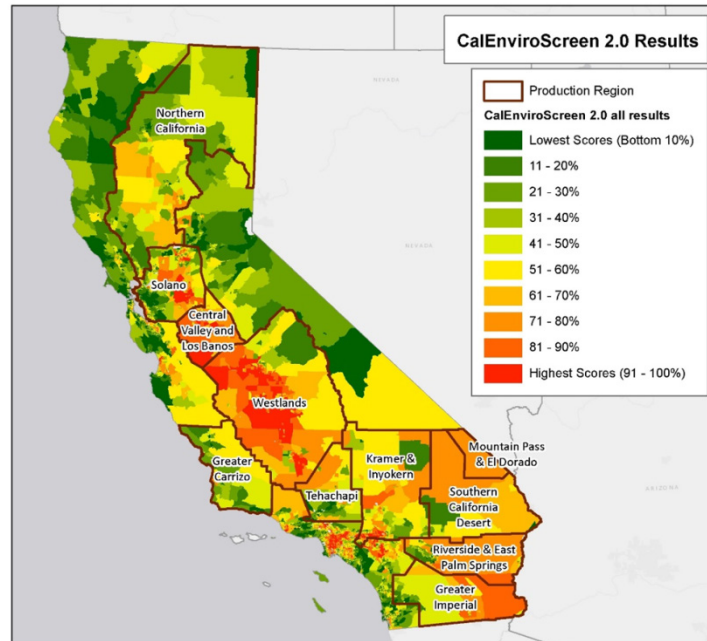 CalEnviroScreen 2.0 Results
NEVADA
Production Region
CalEnviroScreen 2.0 all results
Lowest Scores (Bottom 10%)
11 - 20%
21 - 30%
31 - 40%
41 - 50%
51 - 60%
61 - 70%
71 - 80%
81 - 90%
Highest Scores (91 - 100%)
Northern
California
NEVADA
Solano
Central
Valley and
Los Banos
Westlands
Mountain Pass
& El Dorado
Greater
Carrizo
Kramer &
Inyokern
Tehachapi
Southern
California
Desert
ARIZONA
Riverside & East
Palm Springs
Greater
Imperial